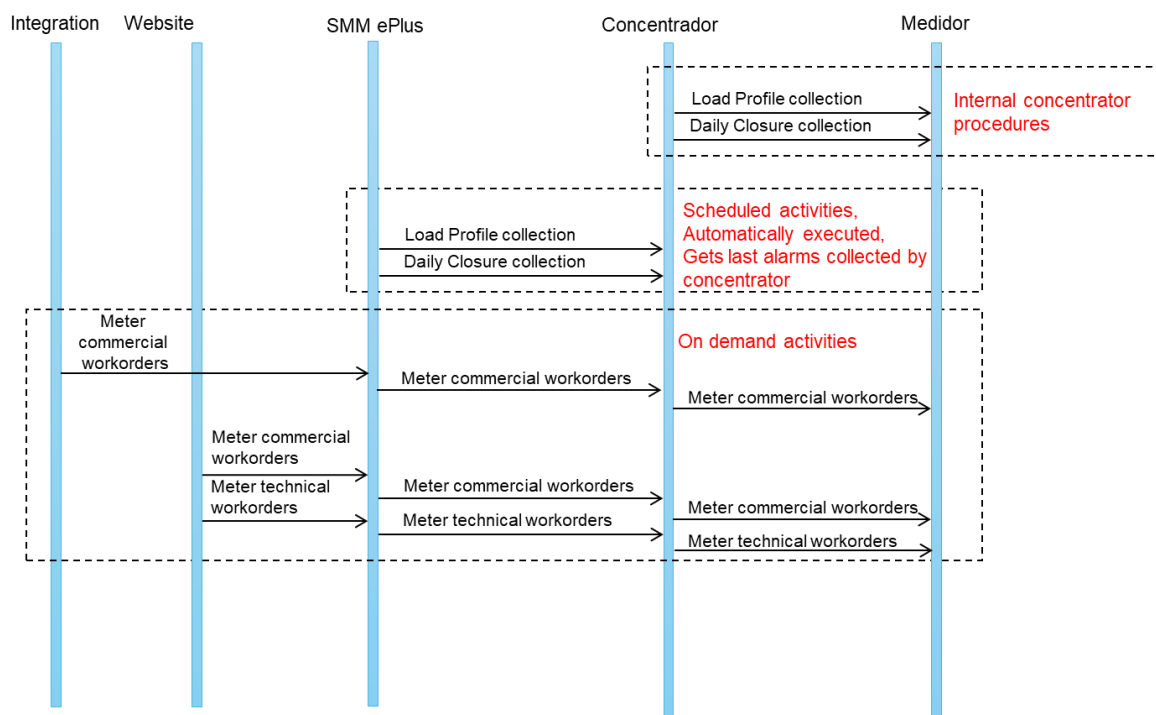 Integration
Website
SMM ePlus
Concentrador
Medidor
Load Profile collection
Daily Closure collection
Internal concentrator
procedures
Load Profile collection
Daily Closure collection
Scheduled activities,
Automatically executed,
Gets last alarms collected by
concentrator
Meter
commercial
workorders
On demand activities
Meter commercial workorders
Meter commercial workorders
Meter commercial
workorders
Meter technical
workorders
Meter commercial workorders
Meter technical workorders
Meter commercial workorders
Meter technical workorders